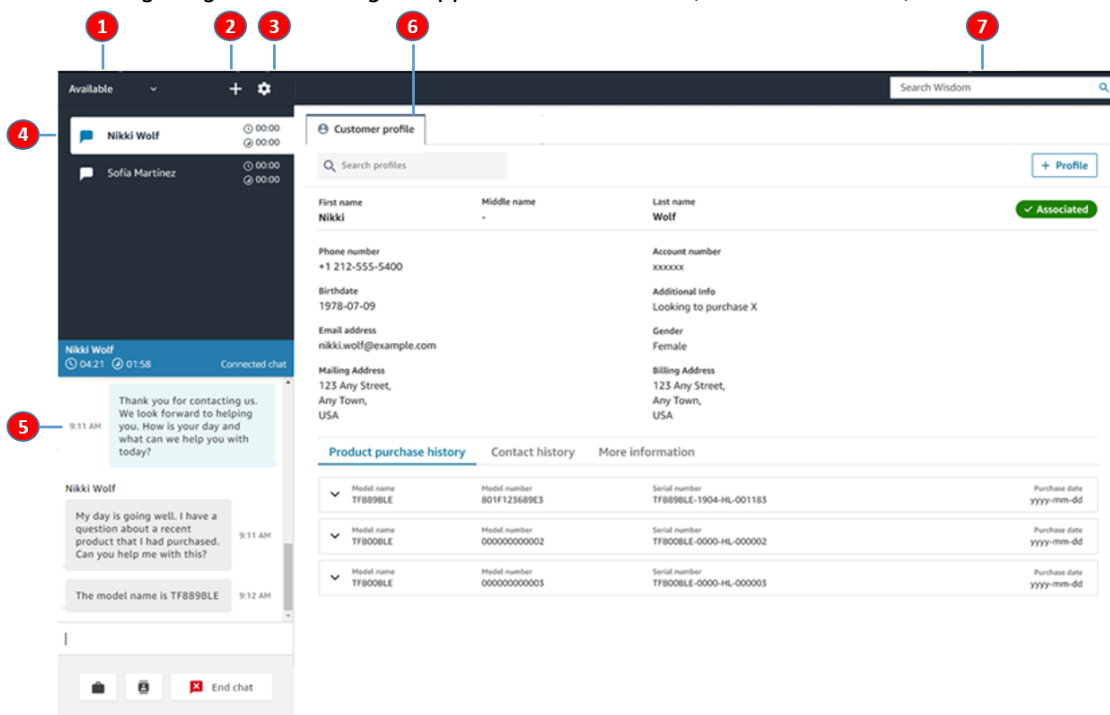 1 2 3 6 7
Available
Search Wisdom
4
Nikki Wolf 00:00
00:00
Sofía Martínez 00:00
00:00
Customer profile
Search profiles
+ Profile
First name Middle name Last name
Nikki - Wolf
Associated
Phone number Account number
+1 212-555-5400 xxxxxx
Birthdate Additional Info
1978-07-09 Looking to purchase X
Email address Gender
nikki.wolf@example.com Female
Mailing Address Billing Address
123 Any Street, 123 Any Street,
Any Town, Any Town,
USA USA
Nikki Wolf
04:21 01:58 Connected chat
5
Thank you for contacting us.
We look forward to helping
9:11 AM you. How is your day and
what can we help you with
today?
Nikki Wolf
My day is going well. I have a
question about a recent
product that I had purchased. 9:11 AM
Can you help me with this?
The model name is TF889BLE 9:12 AM
End chat
Product purchase history Contact history More information
Model name Model number Serial number Purchase date
TF889BLE 801F123689E3 TF889BLE-1904-HL-001183 yyyy-mm-dd
Model name Model number Serial number Purchase date
TF800BLE 000000000002 TF800BLE-0000-HL-000002 yyyy-mm-dd
Model name Model number Serial number Purchase date
TF800BLE 000000000003 TF800BLE-0000-HL-000003 yyyy-mm-dd